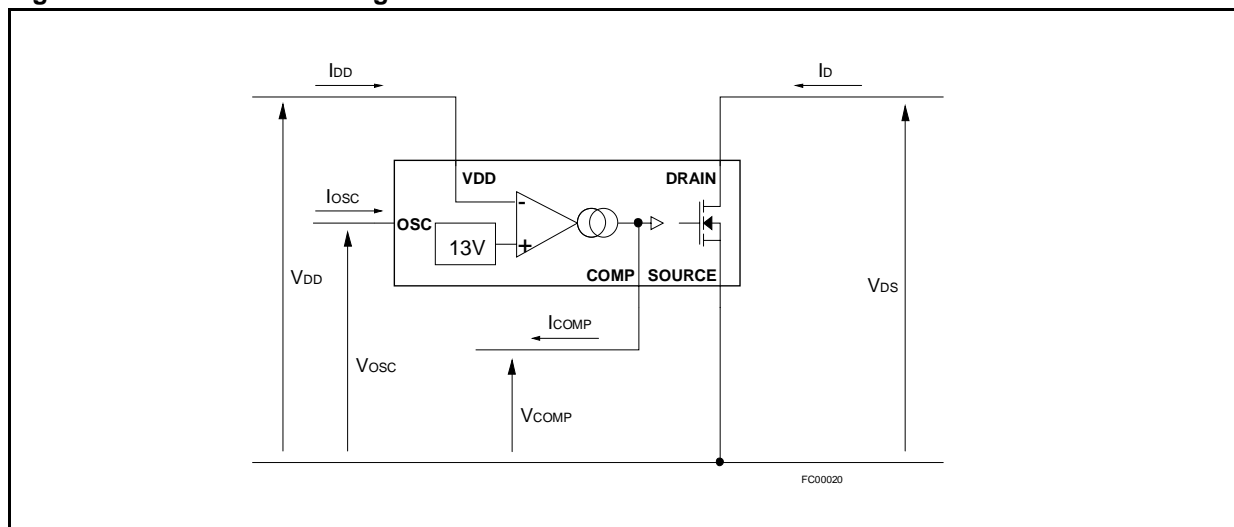 IDD
ID
VDD
DRAIN
IOSC
OSC
-
13V
+
COMP
SOURCE
VDD
VDS
ICOMP
VOSC
VCOMP
FC00020